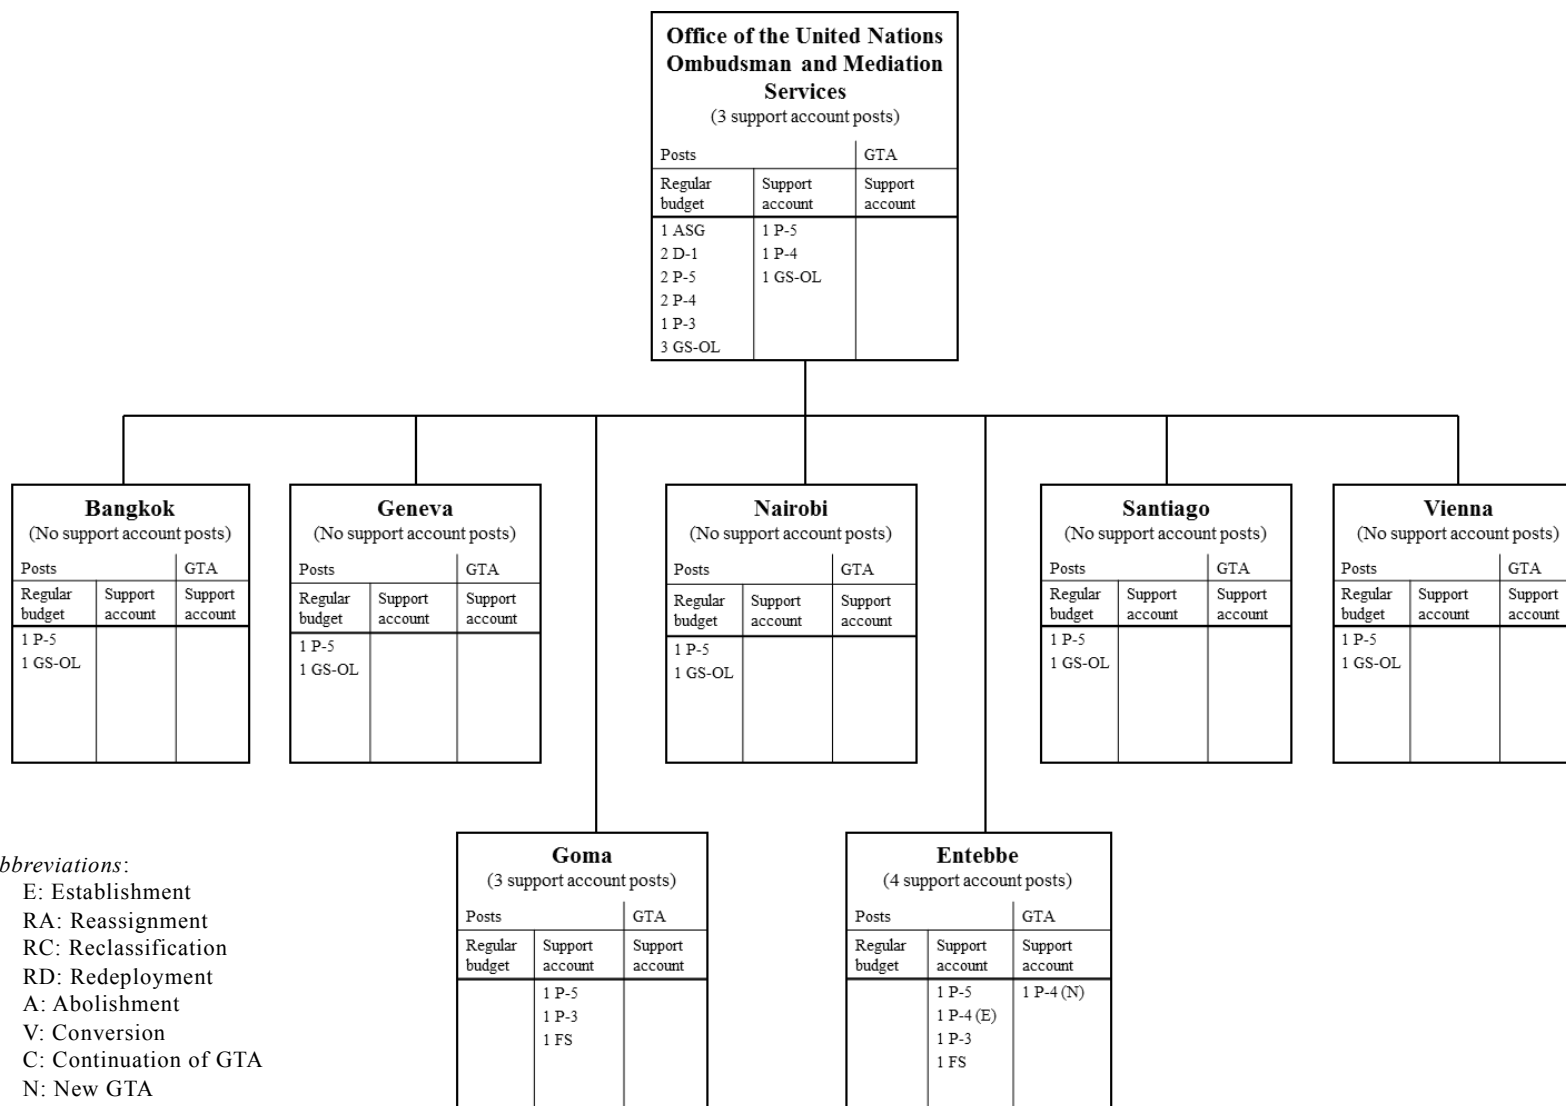 Office of the United Nations
Ombudsman and Mediation
Services
(3 support account posts)
Posts GTA
Regular budget Support account Support account
1 ASG 1 P-5
2 D-1 1 P-4
2 P-5 1 GS-OL
2 P-4
1 P-3
3 GS-OL
Bangkok
(No support account posts)
Posts GTA
Regular budget Support account Support account
1 P-5
1 GS-OL
Geneva
(No support account posts)
Posts GTA
Regular budget Support account Support account
1 P-5
1 GS-OL
Nairobi
(No support account posts)
Posts GTA
Regular budget Support account Support account
1 P-5
1 GS-OL
Santiago
(No support account posts)
Posts GTA
Regular budget Support account Support account
1 P-5
1 GS-OL
Vienna
(No support account posts)
Posts GTA
Regular budget Support account Support account
1 P-5
1 GS-OL
Goma
(3 support account posts)
Posts GTA
Regular budget Support account Support account
1 P-5
1 P-3
1 FS
Entebbe
(4 support account posts)
Posts GTA
Regular budget Support account Support account
1 P-5 1 P-4 (N)
1 P-4 (E)
1 P-3
1 FS
bbreviations:
E: Establishment
RA: Reassignment
RC: Reclassification
RD: Redeployment
A: Abolishment
V: Conversion
C: Continuation of GTA
N: New GTA